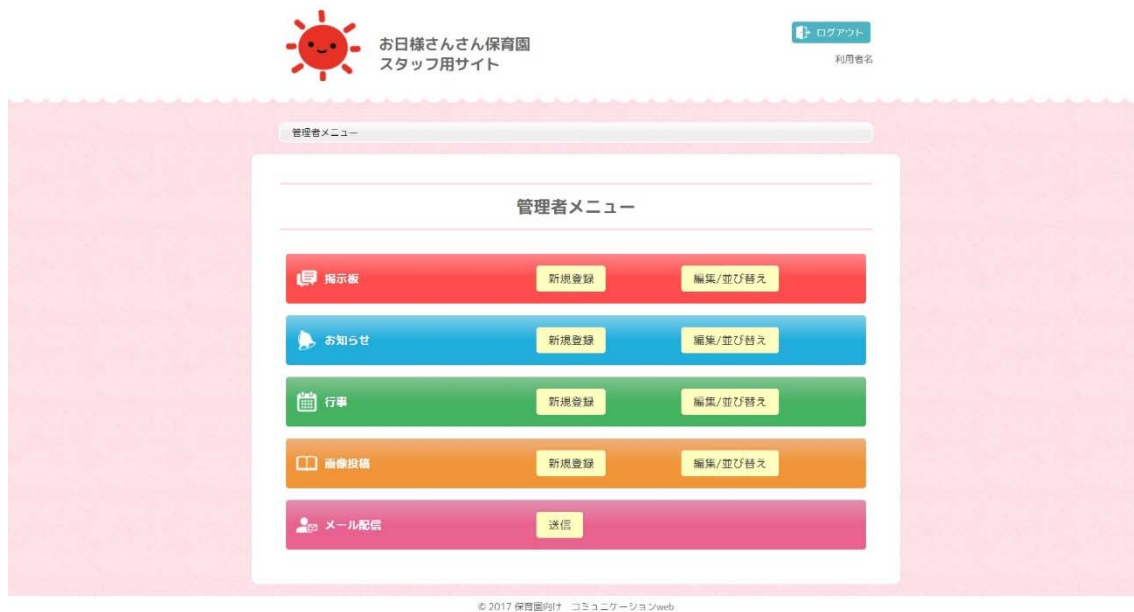 お日様さんさん保育園
スタッフ用サイト
ログアウト
利用者名
管理者メニュー
管理者メニュー
掲示板 新規登録 編集/並び替え
お知らせ 新規登録 編集/並び替え
行事 新規登録 編集/並び替え
画像投稿 新規登録 編集/並び替え
メール配信 送信
© 2017 保育園向け コミュニケーションweb